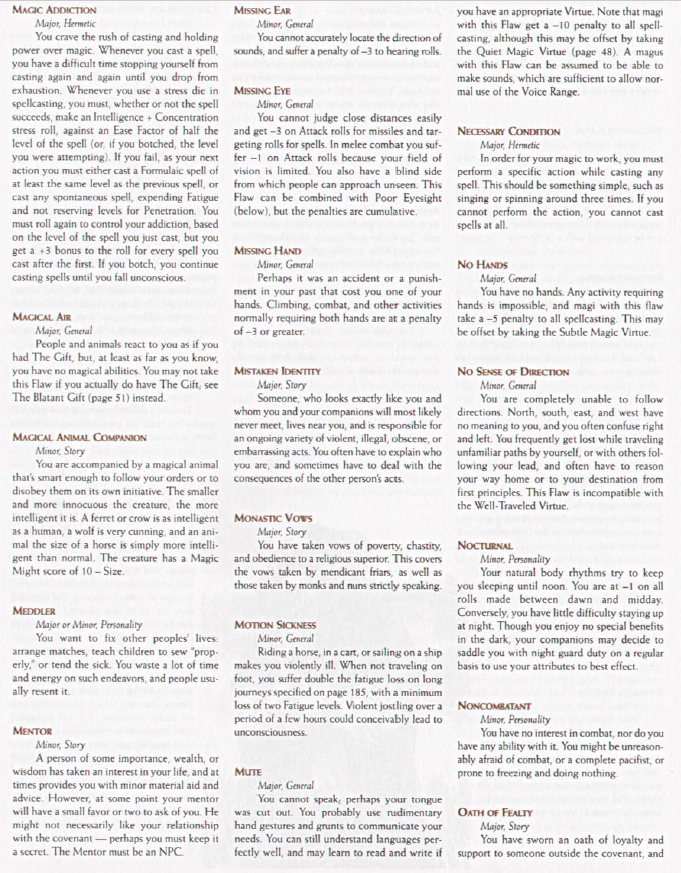 MAGIC ADDICTION
Major, Hermetic
You crave the rush of casting and holding
power over magic. Whenever you cast a spell,
you have a difficult time stopping yourself from
casting again and again until you drop from
exhaustion. Whenever you use a stress die in
spellcasting, you must, whether or not the spell
succeeds, make an Intelligence + Concentration
stress roll, against an Ease Factor of half the
level of the spell (or, if you botched, the level
you were attempting). If you fail, as your next
action you must either cast a Formulaic spell of
at least the same level as the previous spell, or
cast any spontaneous spell, expending Fatigue
and not reserving levels for Penetration. You
must roll again to control your addiction, based
on the level of the spell you just cast, but you
get a +3 bonus to the roll for every spell you
cast after the first. If you botch, you continue
casting spells until you fall unconscious.
MAGICAL AIR
Major, General
People and animals react to you as if you
had The Gift, but, at least as far as you know,
you have no magical abilities. You may not take
this Flaw if you actually do have The Gift; see
The Blatant Gift (page 51) instead.
MAGICAL ANIMAL COMPANION
Minor, Story
You are accompanied by a magical animal
that's smart enough to follow your orders or to
disobey them on its own initiative. The smaller
and more innocuous the creature, the more
intelligent it is. A ferret or crow is as intelligent
as a human, a wolf is very cunning, and an ani-
mal the size of a horse is simply more intelli-
gent than normal. The creature has a Magic
Might score of 10 – Size.
MEDDLER
Major or Minor, Personality
You want to fix other peoples' lives:
arrange matches, teach children to sew "prop-
erly," or tend the sick. You waste a lot of time
and energy on such endeavors, and people usu-
ally resent it.
MENTOR
Minor, Story
A person of some importance, wealth, or
wisdom has taken an interest in your life, and at
times provides you with minor material aid and
advice. However, at some point your mentor
will have a small favor or two to ask of you. He
might not necessarily like your relationship
with the covenant — perhaps you must keep it
a secret. The Mentor must be an NPC.
MISSING EAR
Minor, General
You cannot accurately locate the direction of
sounds, and suffer a penalty of –3 to hearing rolls.
MISSING EYE
Minor, General
You cannot judge close distances easily
and get –3 on Attack rolls for missiles and tar-
geting rolls for spells. In melee combat you suf-
fer –1 on Attack rolls because your field of
vision is limited. You also have a blind side
from which people can approach unseen. This
Flaw can be combined with Poor Eyesight
(below), but the penalties are cumulative.
MISSING HAND
Minor, General
Perhaps it was an accident or a punish-
ment in your past that cost you one of your
hands. Climbing, combat, and other activities
normally requiring both hands are at a penalty
of –3 or greater.
MISTAKEN IDENTITY
Major, Story
Someone, who looks exactly like you and
whom you and your companions will most likely
never meet, lives near you, and is responsible for
an ongoing variety of violent, illegal, obscene, or
embarrassing acts. You often have to explain who
you are, and sometimes have to deal with the
consequences of the other person's acts.
MONASTIC VOWS
Major, Story
You have taken vows of poverty, chastity,
and obedience to a religious superior. This covers
the vows taken by mendicant friars, as well as
those taken by monks and nuns strictly speaking.
MOTION SICKNESS
Minor, General
Riding a horse, in a cart, or sailing on a ship
makes you violently ill. When not traveling on
foot, you suffer double the fatigue loss on long
journeys specified on page 185, with a minimum
loss of two Fatigue levels. Violent jostling over a
period of a few hours could conceivably lead to
unconsciousness.
MUTE
Major, General
You cannot speak; perhaps your tongue
was cut out. You probably use rudimentary
hand gestures and grunts to communicate your
needs. You can still understand languages per-
fectly well, and may learn to read and write if
you have an appropriate Virtue. Note that magi
with this Flaw get a –10 penalty to all spell-
casting, although this may be offset by taking
the Quiet Magic Virtue (page 48). A magus
with this Flaw can be assumed to be able to
make sounds, which are sufficient to allow nor-
mal use of the Voice Range.
NECESSARY CONDITION
Major, Hermetic
In order for your magic to work, you must
perform a specific action while casting any
spell. This should be something simple, such as
singing or spinning around three times. If you
cannot perform the action, you cannot cast
spells at all.
NO HANDS
Major, General
You have no hands. Any activity requiring
hands is impossible, and magi with this flaw
take a –5 penalty to all spellcasting. This may
be offset by taking the Subtle Magic Virtue.
NO SENSE OF DIRECTION
Minor, General
You are completely unable to follow
directions. North, south, east, and west have
no meaning to you, and you often confuse right
and left. You frequently get lost while traveling
unfamiliar paths by yourself, or with others fol-
lowing your lead, and often have to reason
your way home or to your destination from
first principles. This Flaw is incompatible with
the Well-Traveled Virtue.
NOCTURNAL
Minor, Personality
Your natural body rhythms try to keep
you sleeping until noon. You are at –1 on all
rolls made between dawn and midday.
Conversely, you have little difficulty staying up
at night. Though you enjoy no special benefits
in the dark, your companions may decide to
saddle you with night guard duty on a regular
basis to use your attributes to best effect.
NONCOMBATANT
Minor, Personality
You have no interest in combat, nor do you
have any ability with it. You might be unreason-
ably afraid of combat, or a complete pacifist, or
prone to freezing and doing nothing.
OATH OF FEALTY
Major, Story
You have sworn an oath of loyalty and
support to someone outside the covenant, and